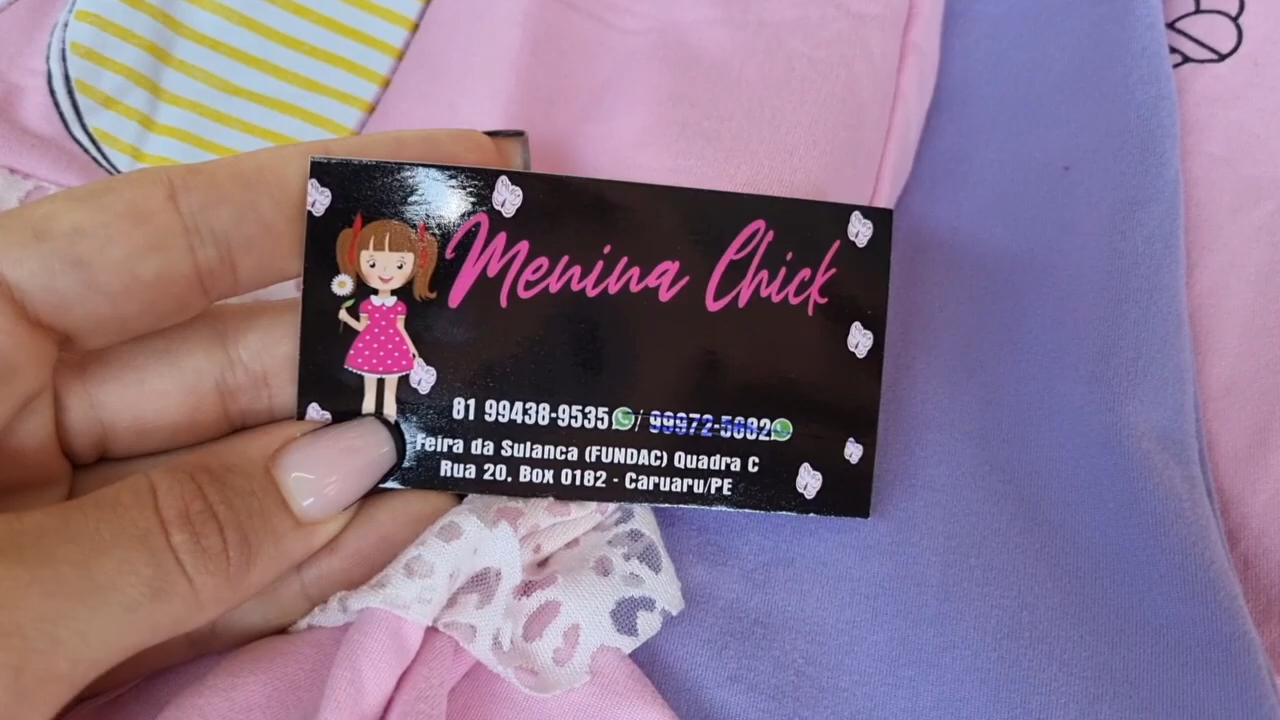 Menina Chick
81 99438-9535 / 99972-5682
Feira da Sulanca (FUNDAC) Quadra C
Rua 20, Box 0182 - Caruaru/PE